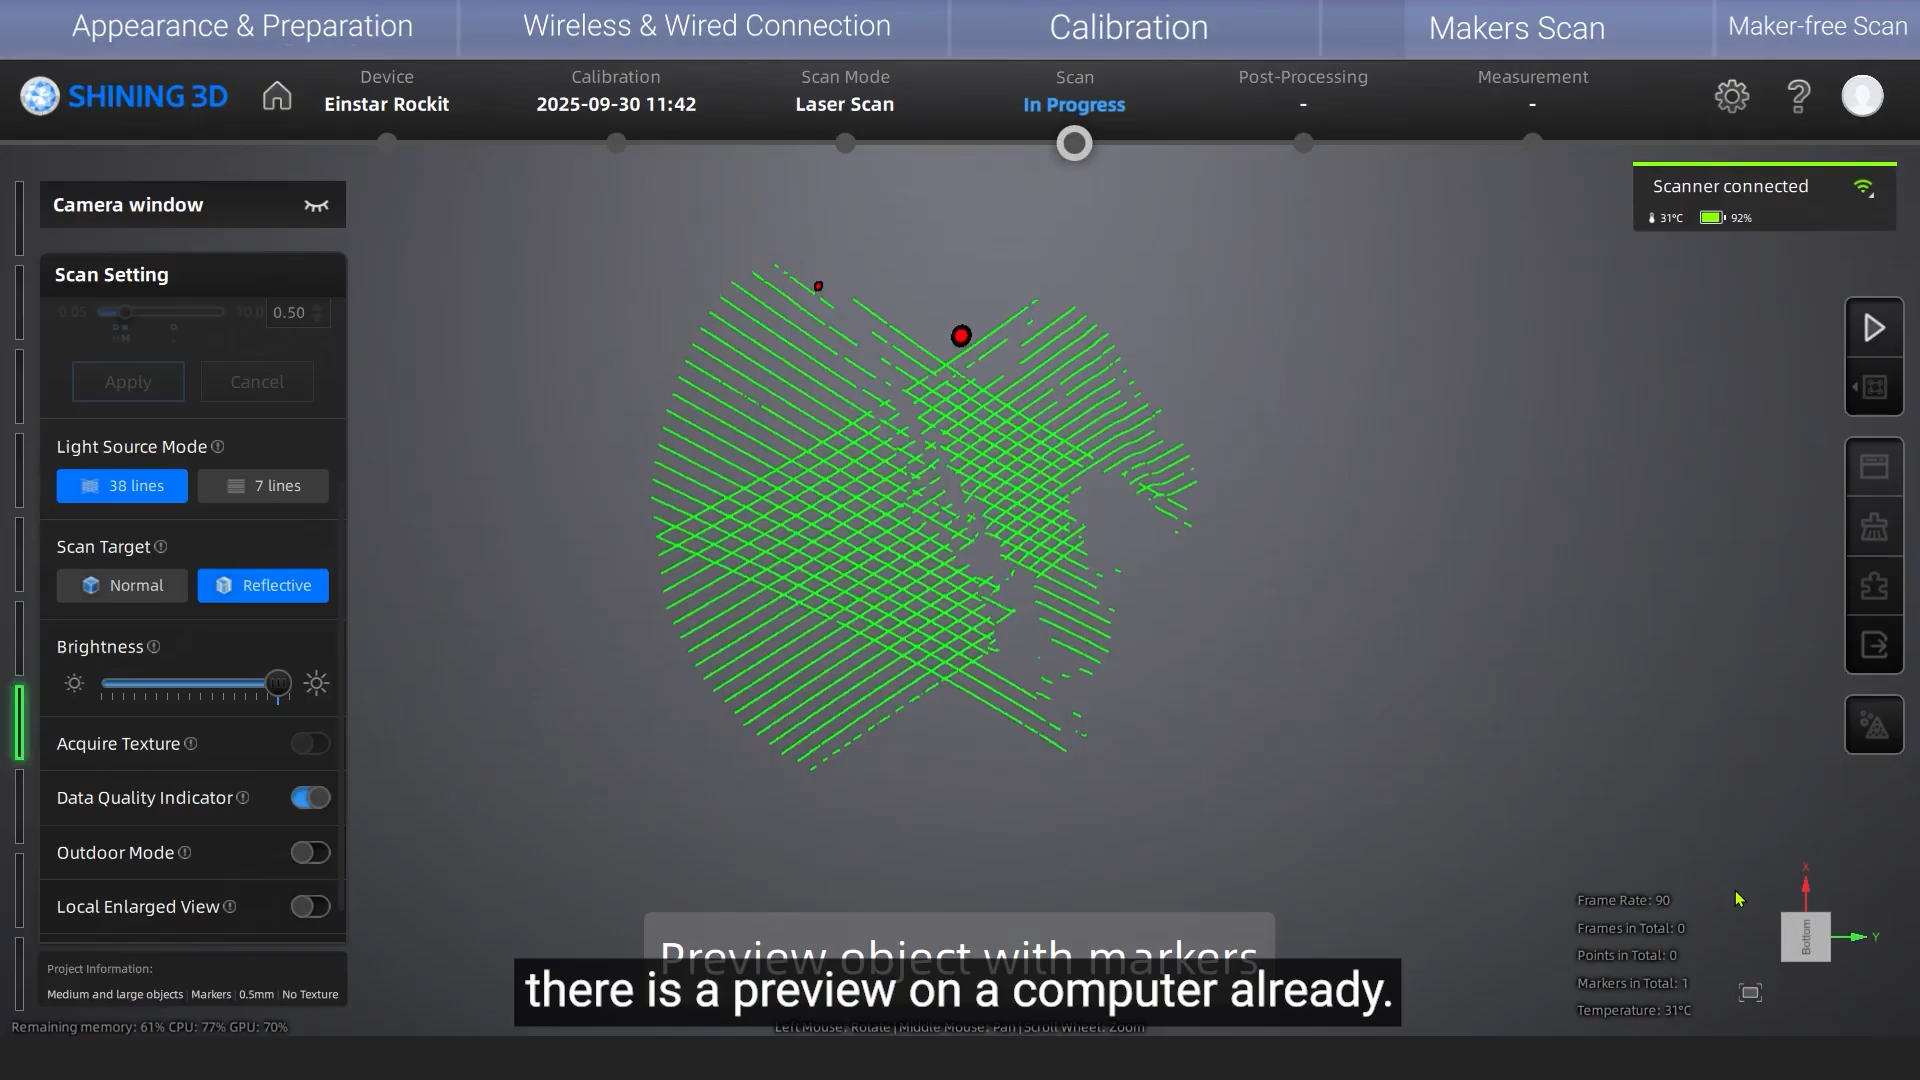 Appearance & Preparation
Wireless & Wired Connection
Calibration
Makers Scan
Maker-free Scan
SHINING 3D
Device
Einstar Rockit
Calibration
2025-09-30 11:42
Scan Mode
Laser Scan
Scan
In Progress
Post-Processing
-
Measurement
-
Camera window
Scanner connected
31°C
92%
Scan Setting
0.05
10.0
0.50
Apply
Cancel
Light Source Mode
38 lines
7 lines
Scan Target
Normal
Reflective
Brightness
Acquire Texture
Data Quality Indicator
Outdoor Mode
Local Enlarged View
Project Information:
Medium and large objects | Markers | 0.5mm | No Texture
Remaining memory: 61% CPU: 77% GPU: 70%
Preview object with markers
there is a preview on a computer already.
Left Mouse: Rotate | Middle Mouse: Pan | Scroll Wheel: Zoom
Frame Rate: 90
Frames in Total: 0
Points in Total: 0
Markers in Total: 1
Temperature: 31°C
X
Bottom
Y